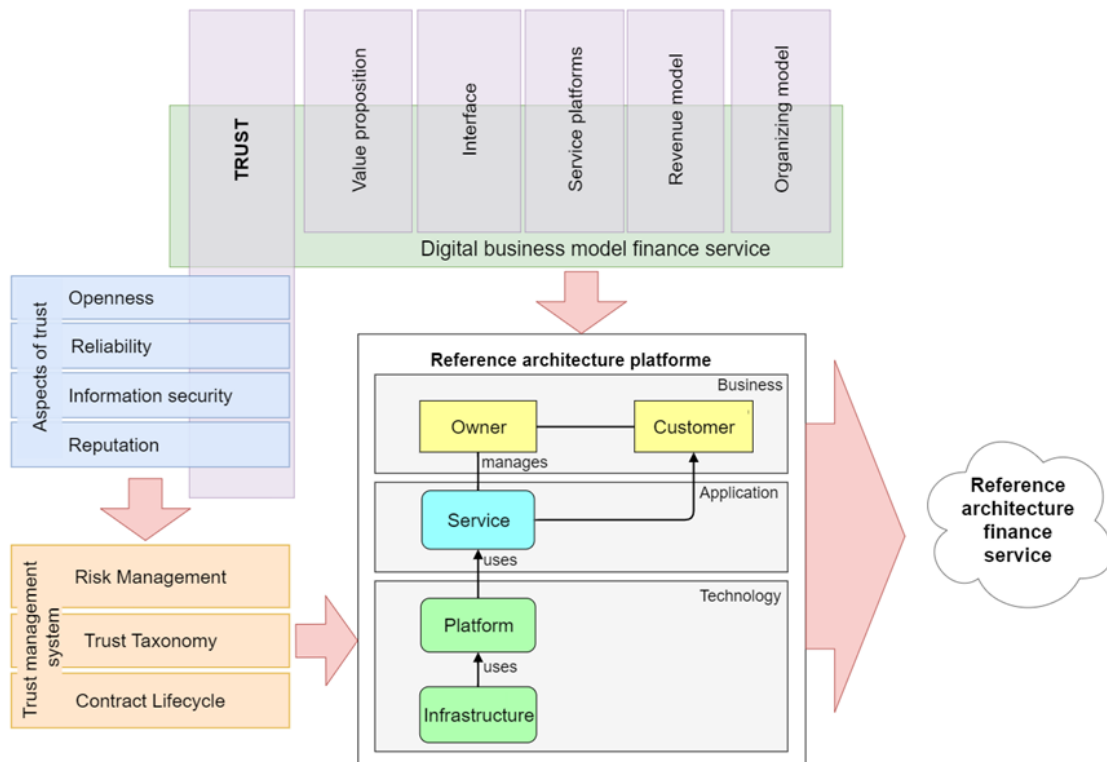 TRUST
Value proposition
Interface
Service platforms
Revenue model
Organizing model
Digital business model finance service
Aspects of trust
Openness
Reliability
Information security
Reputation
Trust management
system
Risk Management
Trust Taxonomy
Contract Lifecycle
Reference architecture platforme
Business
Owner
Customer
manages
Application
Service
uses
Technology
Platform
uses
Infrastructure
Reference
architecture
finance
service